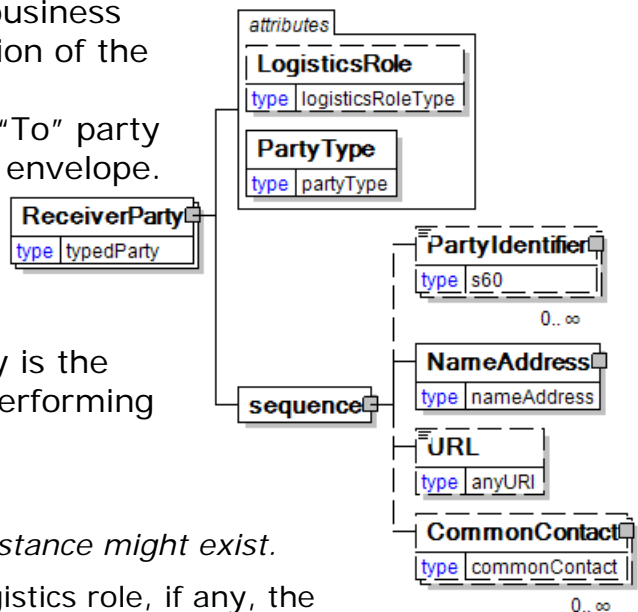 business
ion of the
"To" party
envelope.
y is the
erforming
stance might exist.
gistics role, if any, the
attributes
LogisticsRole
type logisticsRoleType
PartyType
type partyType
ReceiverParty
type typedParty
sequence
PartyIdentifier
type s60
0.. ∞
NameAddress
type nameAddress
URL
type anyURI
CommonContact
type commonContact
0.. ∞